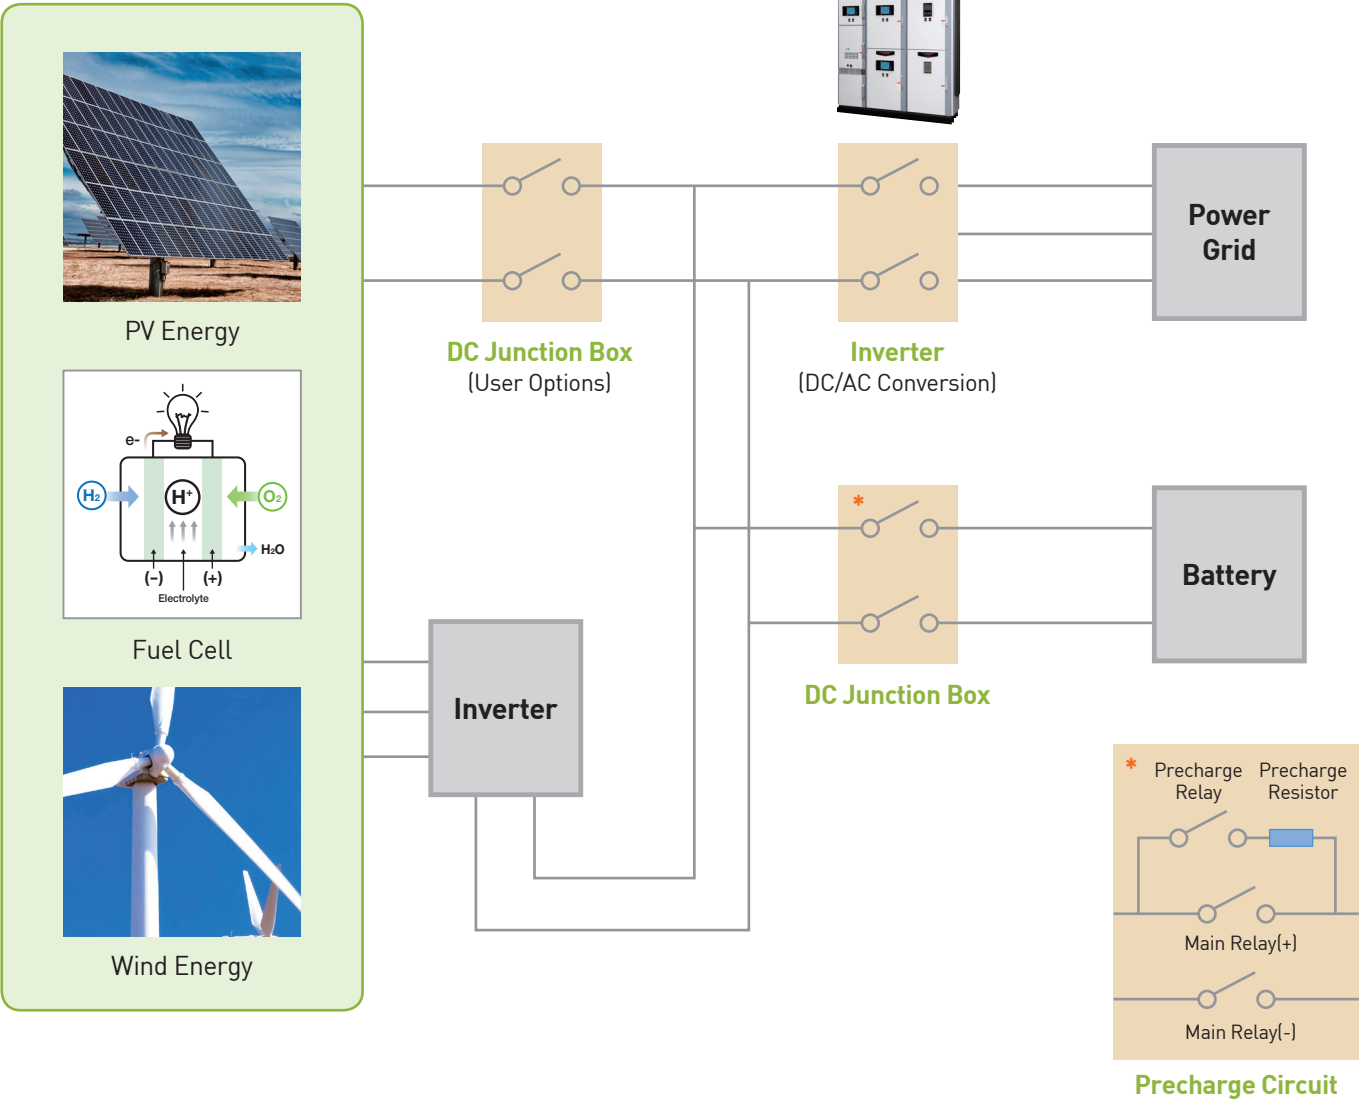 PV Energy
e-
H2
H+
O2
H2O
(−)
(+)
Electrolyte
Fuel Cell
Wind Energy
DC Junction Box
(User Options)
Inverter
(DC/AC Conversion)
Power
Grid
*
Battery
DC Junction Box
Inverter
* Precharge Relay
Precharge Resistor
Main Relay(+)
Main Relay(-)
Precharge Circuit